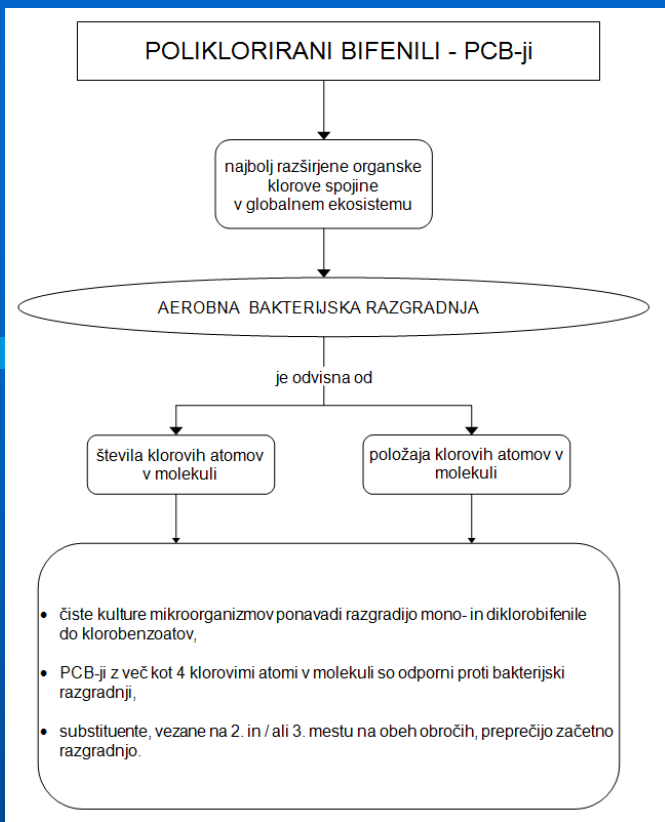 POLIKLORIRANI BIFENILI - PCB-ji
najbolj razširjene organske
klorove spojine
v globalnem ekosistemu
AEROBNA BAKTERIJSKA RAZGRADNJA
je odvisna od
števila klorovih atomov
v molekuli
položaja klorovih atomov v
molekuli
• čiste kulture mikroorganizmov ponavadi razgradijo mono- in diklorobifenile
do klorobenzoatov,
• PCB-ji z več kot 4 klorovimi atomi v molekuli so odporni proti bakterijski
razgradnji,
• substituente, vezane na 2. in / ali 3. mestu na obeh obročih, preprečijo začetno
razgradnjo.